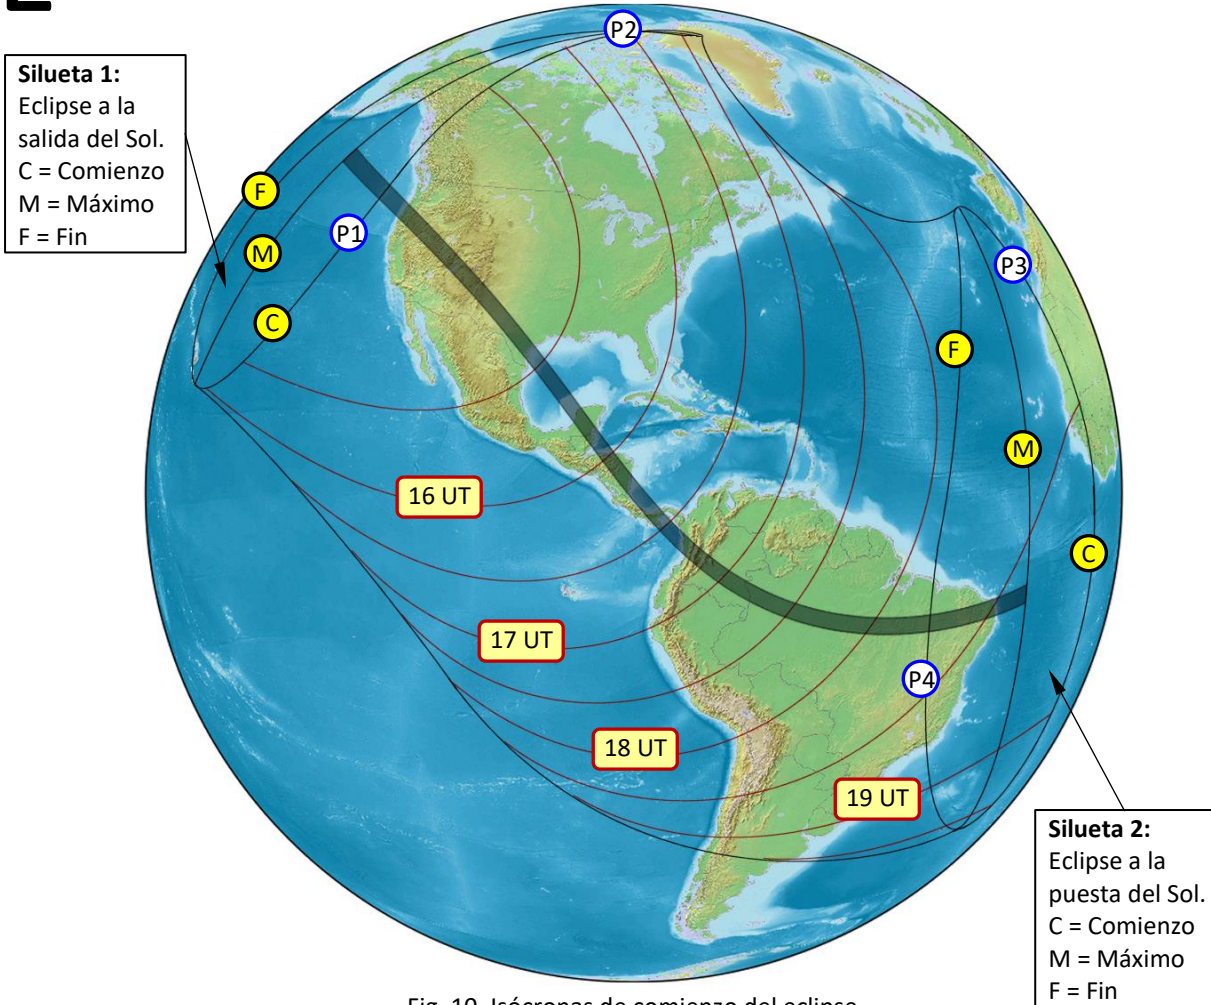 P2
Silueta 1:
Eclipse a la
salida del Sol.
C = Comienzo
M = Máximo
F = Fin
F
P1
M
P3
C
F
M
16 UT
C
17 UT
P4
18 UT
19 UT
Silueta 2:
Eclipse a la
puesta del Sol.
C = Comienzo
M = Máximo
F = Fin
Fig. 10. Isócronas de comienzo del eclipse